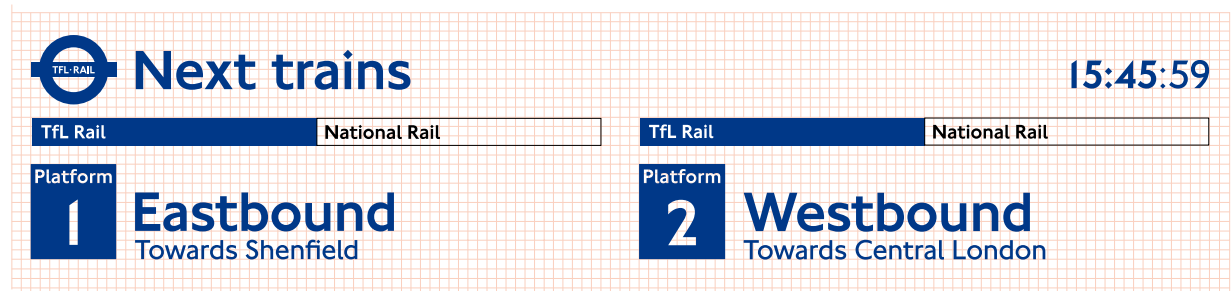 TFL·RAIL
Next trains
15:45:59
TfL Rail National Rail
TfL Rail National Rail
Platform
1
Eastbound
Towards Shenfield
Platform
2
Westbound
Towards Central London